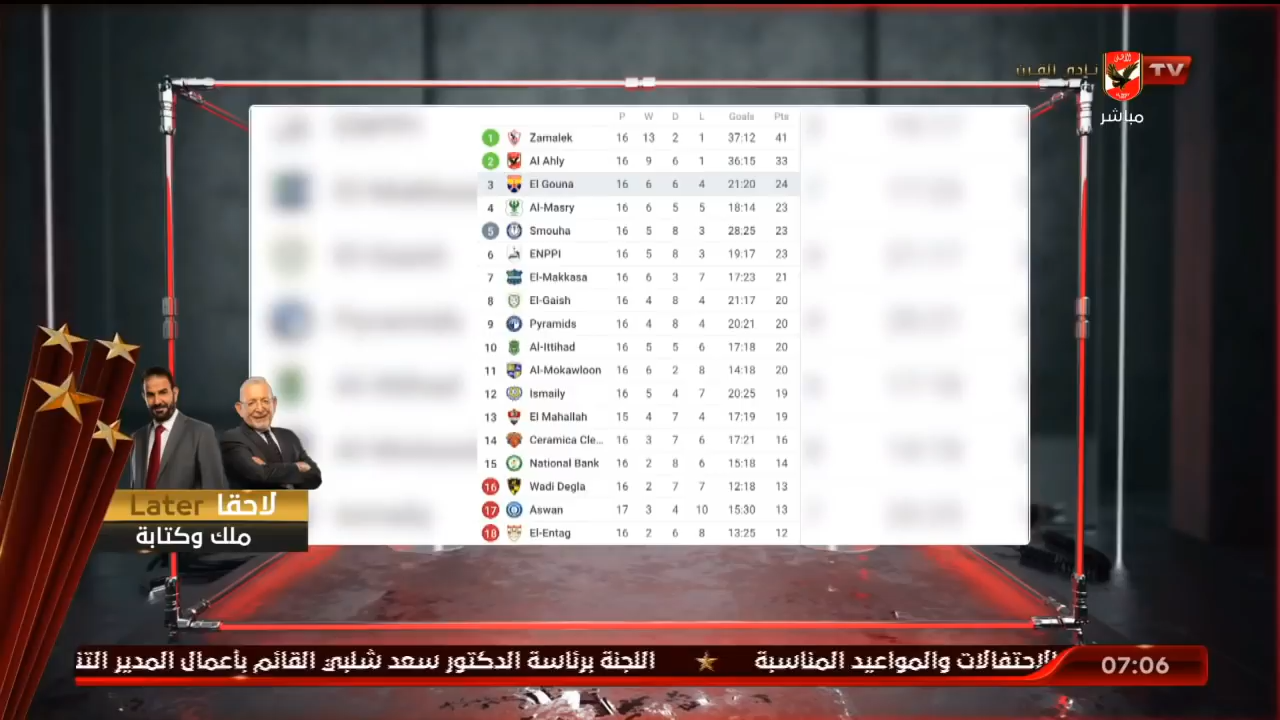 نادي القرن
TV
مباشر
P W D L Goals Pts
1 Zamalek 16 13 2 1 37:12 41
2 Al Ahly 16 9 6 1 36:15 33
3 El Gouna 16 6 6 4 21:20 24
4 Al-Masry 16 6 5 5 18:14 23
5 Smouha 16 5 8 3 28:25 23
6 ENPPI 16 5 8 3 19:17 23
7 El-Makkasa 16 6 3 7 17:23 21
8 El-Gaish 16 4 8 4 21:17 20
9 Pyramids 16 4 8 4 20:21 20
10 Al-Ittihad 16 5 5 6 17:18 20
11 Al-Mokawloon 16 6 2 8 14:18 20
12 Ismaily 16 5 4 7 20:25 19
13 El Mahallah 15 4 7 4 17:19 19
14 Ceramica Cle... 16 3 7 6 17:21 16
15 National Bank 16 2 8 6 15:18 14
16 Wadi Degla 16 2 7 7 12:18 13
17 Aswan 17 3 4 10 15:30 13
18 El-Entag 16 2 6 8 13:25 12
لاحقا Later
ملك وكتابة
الاحتفالات والمواعيد المناسبة ★ اللجنة برئاسة الدكتور سعد شلبي القائم بأعمال المدير
07:06